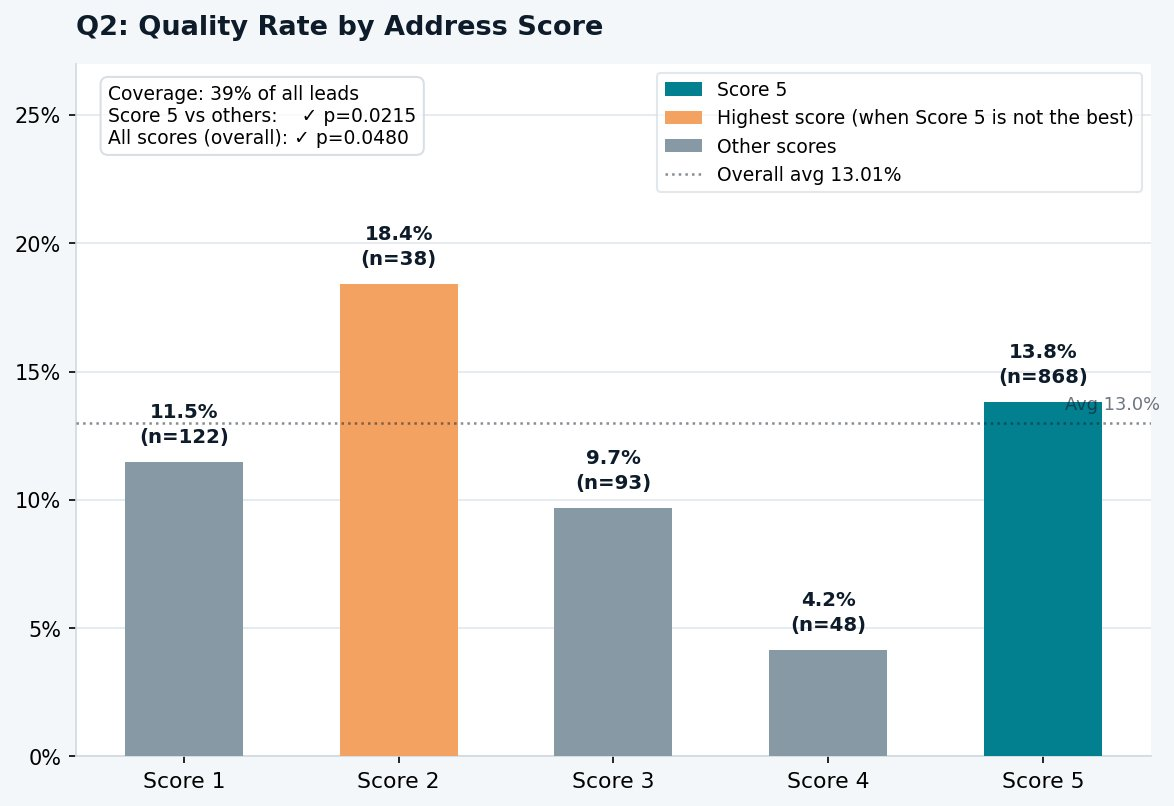 Q2: Quality Rate by Address Score
Coverage: 39% of all leads
Score 5 vs others: ✓ p=0.0215
All scores (overall): ✓ p=0.0480
Score 5
Highest score (when Score 5 is not the best)
Other scores
Overall avg 13.01%
25%
20%
15%
10%
5%
0%
11.5%
(n=122)
18.4%
(n=38)
9.7%
(n=93)
4.2%
(n=48)
13.8%
(n=868)
Avg 13.0%
Score 1
Score 2
Score 3
Score 4
Score 5